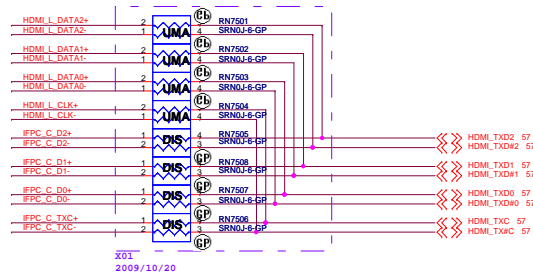 HDMI_L_DATA2+ 2 UMA 3 RN7501
HDMI_L_DATA2- 1 4 SRN0J-6-GP
HDMI_L_DATA1+ 2 UMA 3 RN7502
HDMI_L_DATA1- 1 4 SRN0J-6-GP
HDMI_L_DATA0+ 2 UMA 3 RN7503
HDMI_L_DATA0- 1 4 SRN0J-6-GP
HDMI_L_CLK+ 2 UMA 3 RN7504
HDMI_L_CLK- 1 4 SRN0J-6-GP
IFPC_C_D2+ 1 DIS 4 RN7505 HDMI_TXD2 57
IFPC_C_D2- 2 3 SRN0J-6-GP HDMI_TXD#2 57
IFPC_C_D1+ 1 DIS 4 RN7508 HDMI_TXD1 57
IFPC_C_D1- 2 3 SRN0J-6-GP HDMI_TXD#1 57
IFPC_C_D0+ 1 DIS 4 RN7507 HDMI_TXD0 57
IFPC_C_D0- 2 3 SRN0J-6-GP HDMI_TXD#0 57
IFPC_C_TXC+ 1 DIS 4 RN7506 HDMI_TXC 57
IFPC_C_TXC- 2 3 SRN0J-6-GP HDMI_TX#C 57
GP
GP
GP
GP
GP
GP
GP
GP
X01
2009/10/20